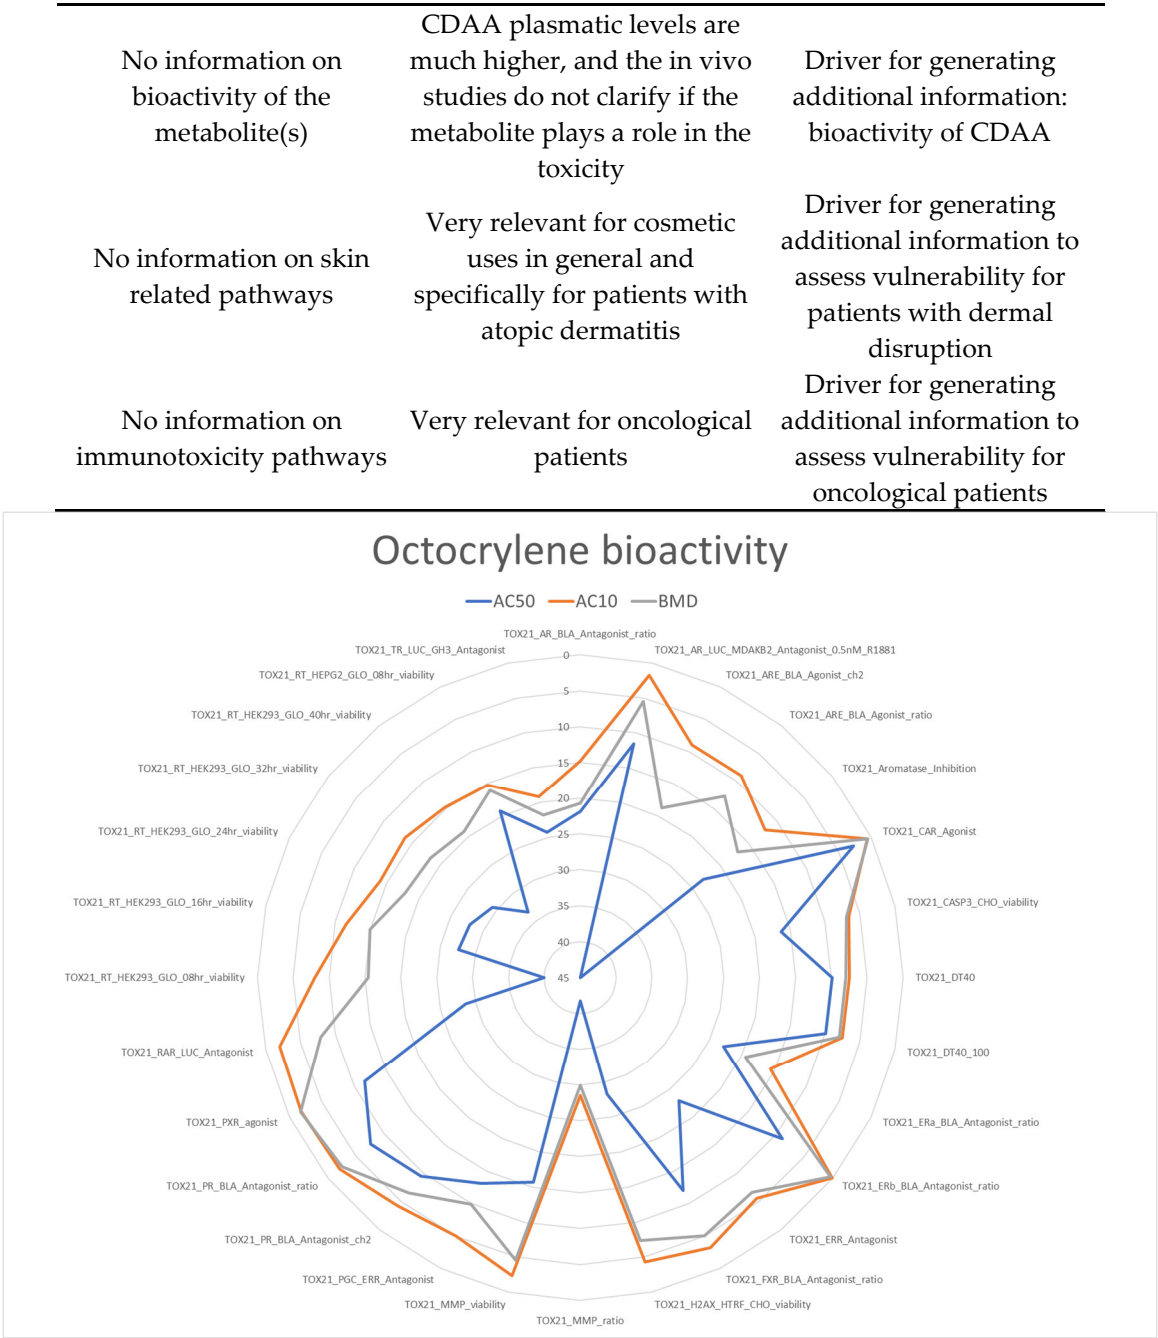 No information on
bioactivity of the
metabolite(s)
CDAA plasmatic levels are
much higher, and the in vivo
studies do not clarify if the
metabolite plays a role in the
toxicity
Driver for generating
additional information:
bioactivity of CDAA
No information on skin
related pathways
Very relevant for cosmetic
uses in general and
specifically for patients with
atopic dermatitis
Driver for generating
additional information to
assess vulnerability for
patients with dermal
disruption
No information on
immunotoxicity pathways
Very relevant for oncological
patients
Driver for generating
additional information to
assess vulnerability for
oncological patients
Octocrylene bioactivity
AC50 AC10 BMD
TOX21_AR_BLA_Antagonist_ratio
TOX21_AR_LUC_MDAKB2_Antagonist_0.5nM_R1881
TOX21_ARE_BLA_Agonist_ch2
TOX21_ARE_BLA_Agonist_ratio
TOX21_Aromatase_Inhibition
TOX21_CAR_Agonist
TOX21_CASP3_CHO_viability
TOX21_DT40
TOX21_DT40_100
TOX21_ERa_BLA_Antagonist_ratio
TOX21_ERb_BLA_Antagonist_ratio
TOX21_ERR_Antagonist
TOX21_FXR_BLA_Antagonist_ratio
TOX21_H2AX_HTRF_CHO_viability
TOX21_MMP_ratio
TOX21_MMP_viability
TOX21_PGC_ERR_Antagonist
TOX21_PR_BLA_Antagonist_ch2
TOX21_PR_BLA_Antagonist_ratio
TOX21_PXR_agonist
TOX21_RAR_LUC_Antagonist
TOX21_RT_HEK293_GLO_08hr_viability
TOX21_RT_HEK293_GLO_16hr_viability
TOX21_RT_HEK293_GLO_24hr_viability
TOX21_RT_HEK293_GLO_32hr_viability
TOX21_RT_HEK293_GLO_40hr_viability
TOX21_RT_HEPG2_GLO_08hr_viability
TOX21_TR_LUC_GH3_Antagonist
0
5
10
15
20
25
30
35
40
45